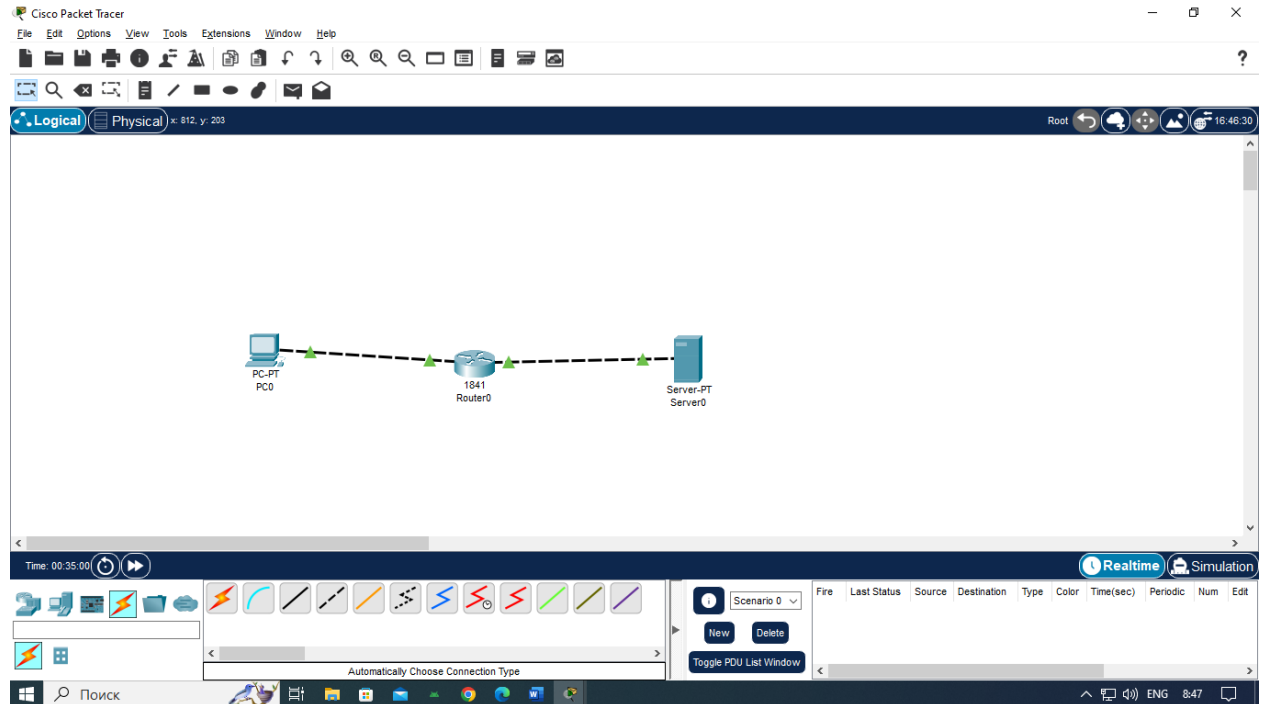 Cisco Packet Tracer
File Edit Options View Tools Extensions Window Help
?
Logical Physical x: 812, y: 203 Root 16:46:30
PC-PT
PC0
1841
Router0
Server-PT
Server0
Time: 00:35:00 Realtime Simulation
Scenario 0
Fire Last Status Source Destination Type Color Time(sec) Periodic Num Edit
New Delete
Toggle PDU List Window
Automatically Choose Connection Type
Поиск ENG 8:47